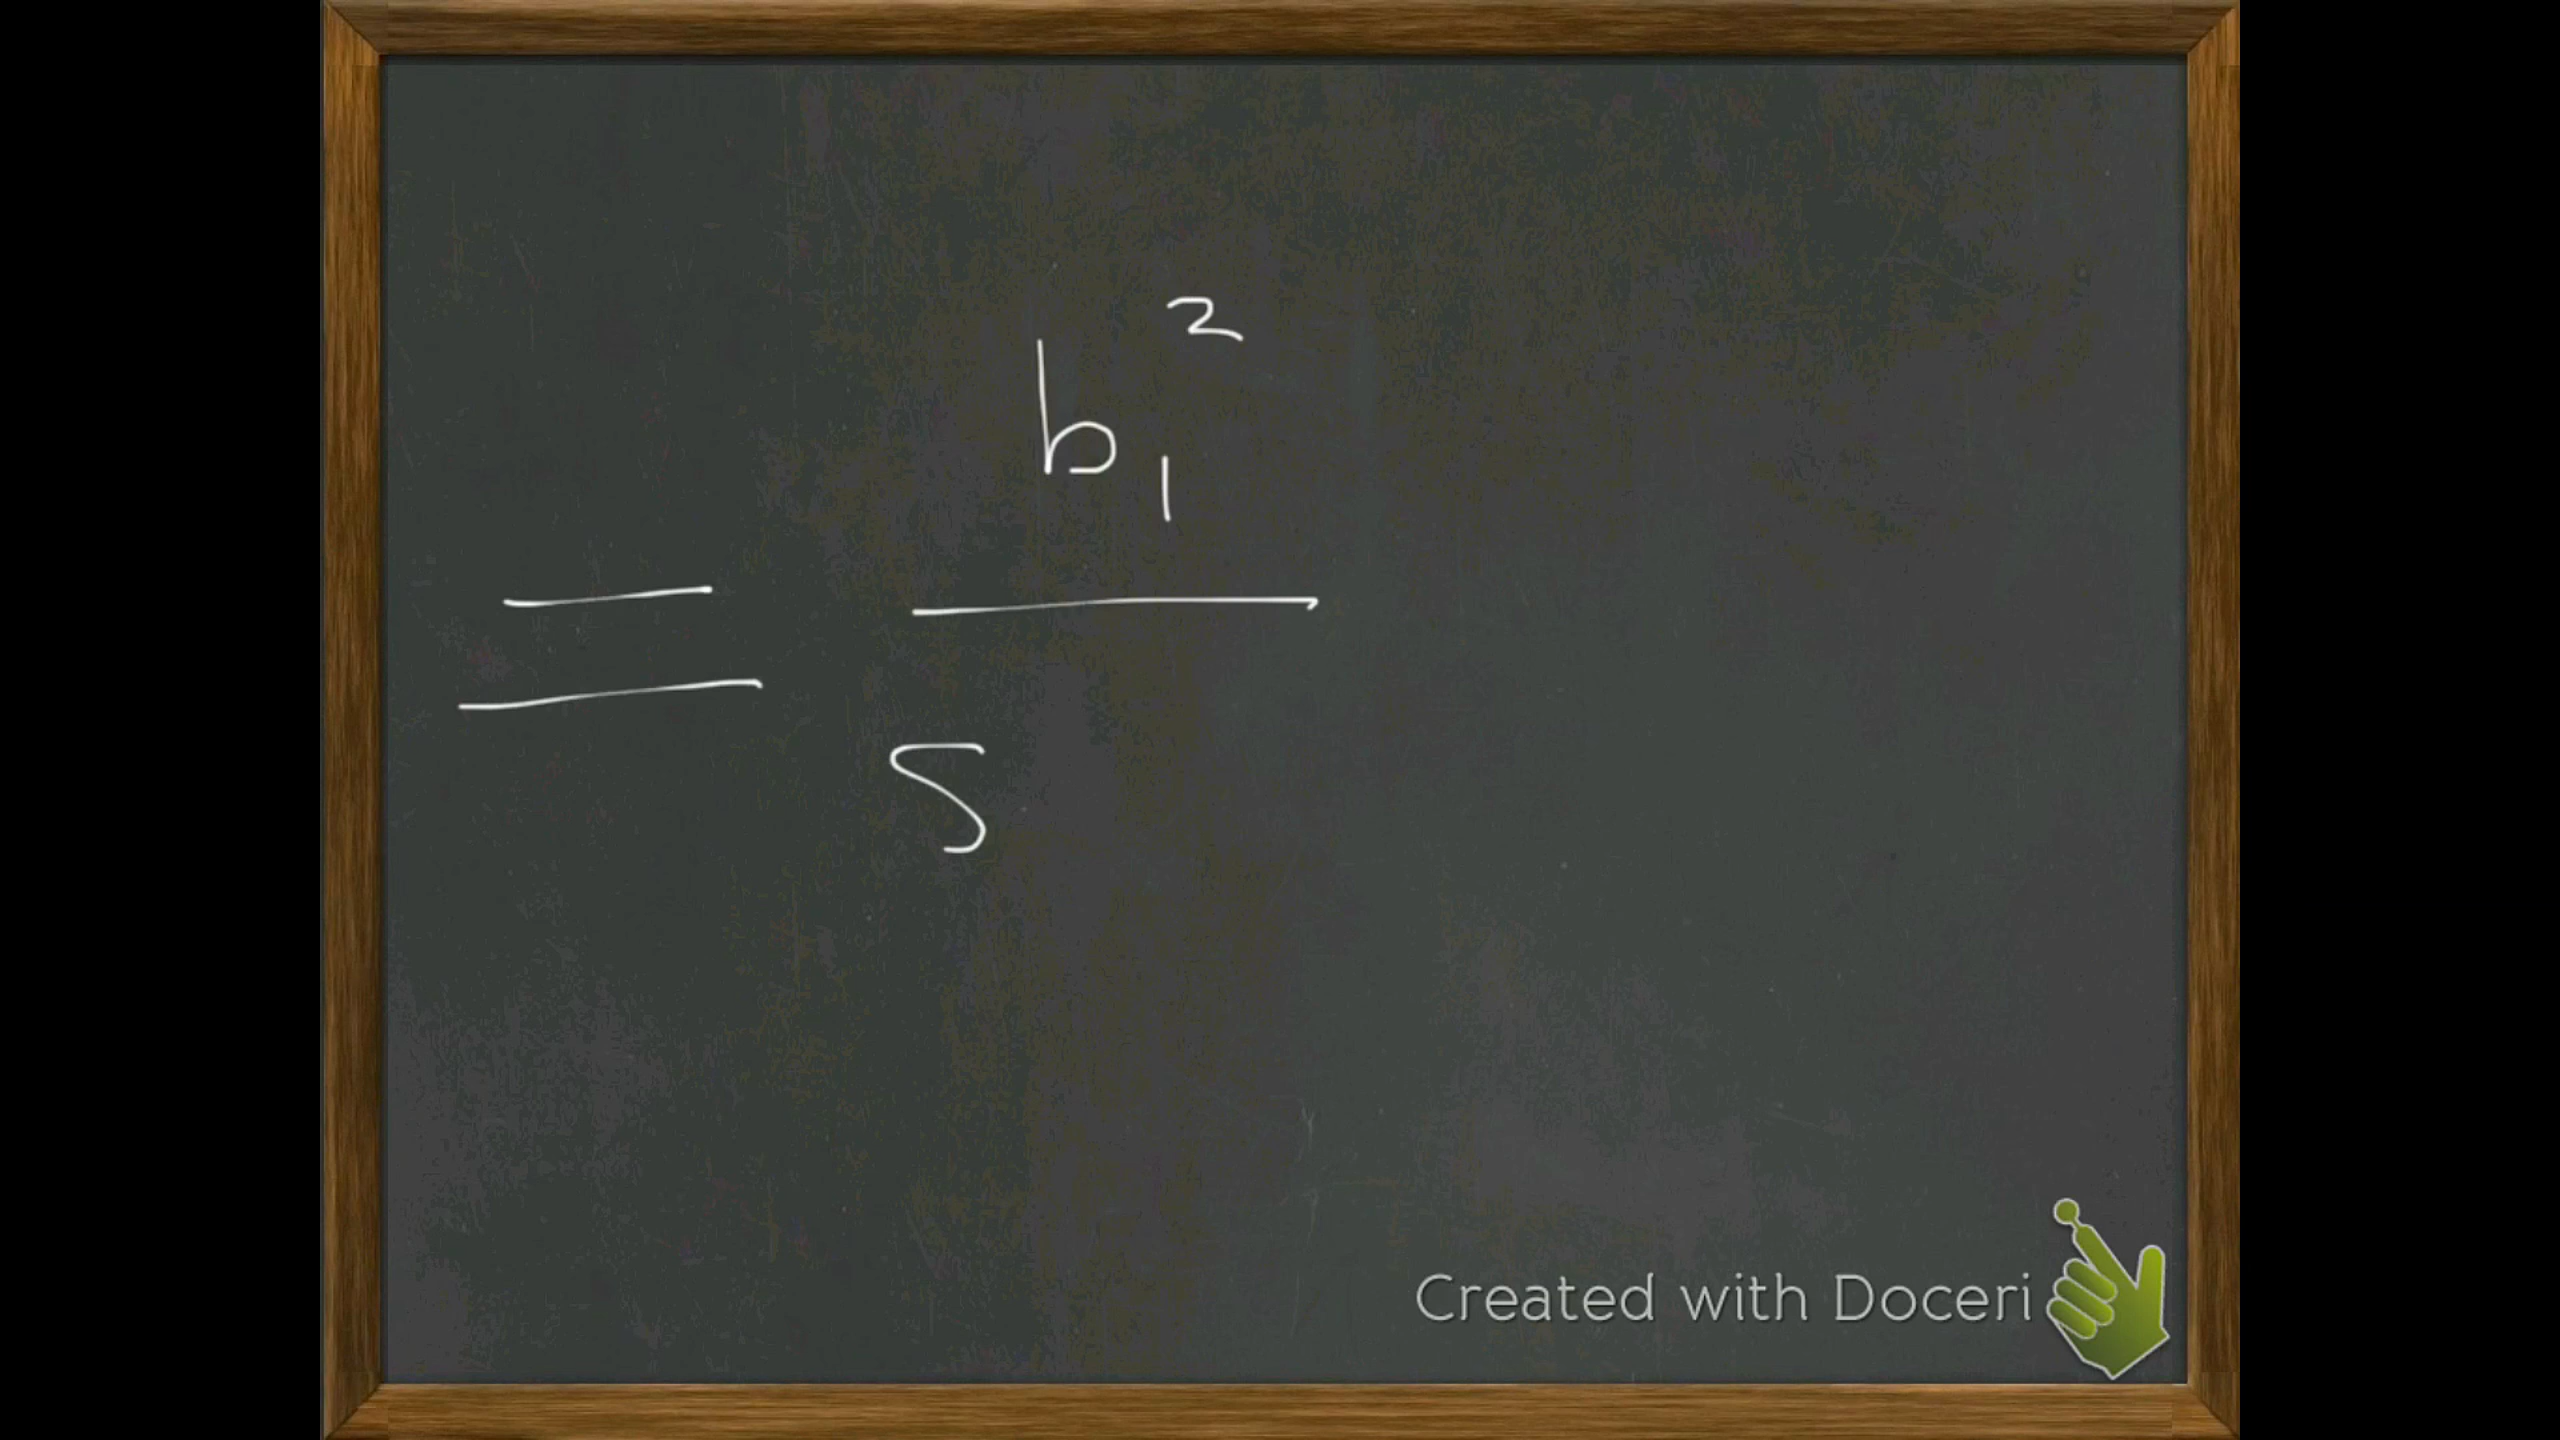 = b₁² / 5
Created with Doceri